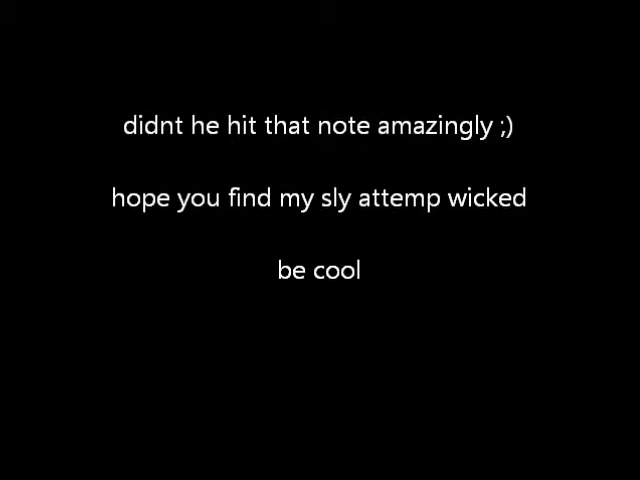 didnt he hit that note amazingly ;)
hope you find my sly attemp wicked
be cool